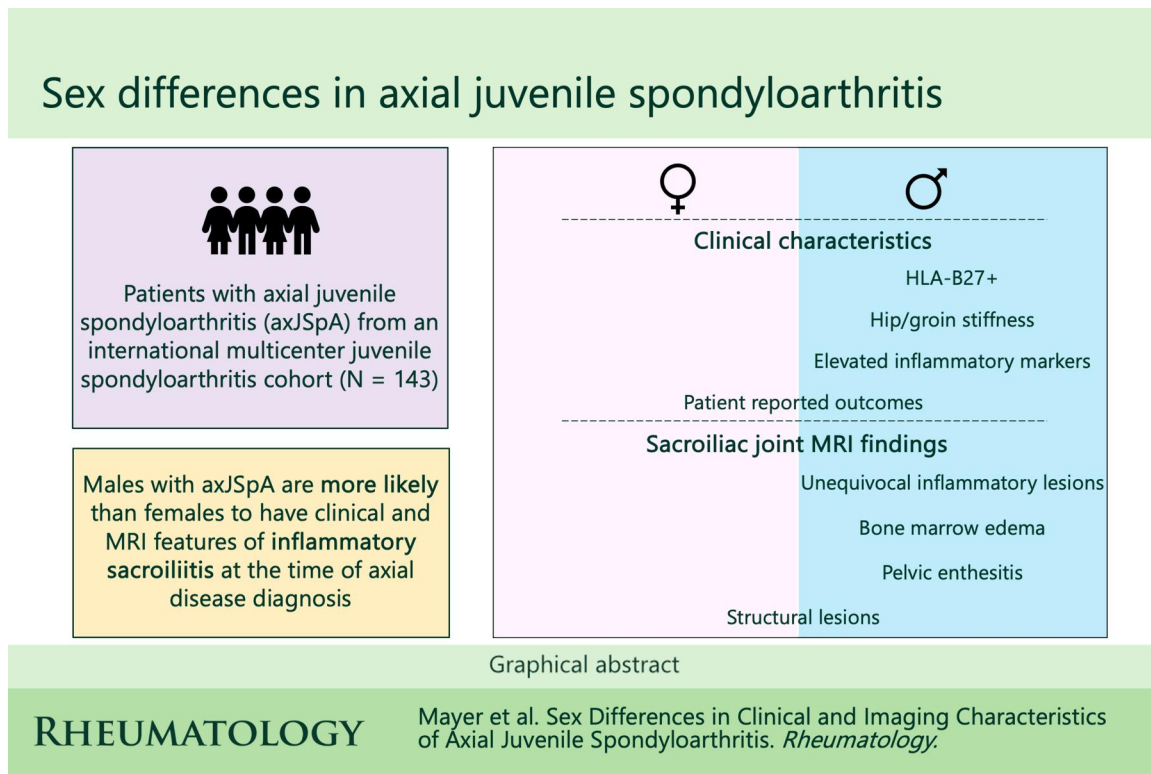 Sex differences in axial juvenile spondyloarthritis
Patients with axial juvenile
spondyloarthritis (axJSpA) from an
international multicenter juvenile
spondyloarthritis cohort (N = 143)
Males with axJSpA are more likely
than females to have clinical and
MRI features of inflammatory
sacroiliitis at the time of axial
disease diagnosis
Clinical characteristics
HLA-B27+
Hip/groin stiffness
Elevated inflammatory markers
Patient reported outcomes
Sacroiliac joint MRI findings
Unequivocal inflammatory lesions
Bone marrow edema
Pelvic enthesitis
Structural lesions
Graphical abstract
RHEUMATOLOGY
Mayer et al. Sex Differences in Clinical and Imaging Characteristics
of Axial Juvenile Spondyloarthritis. Rheumatology.